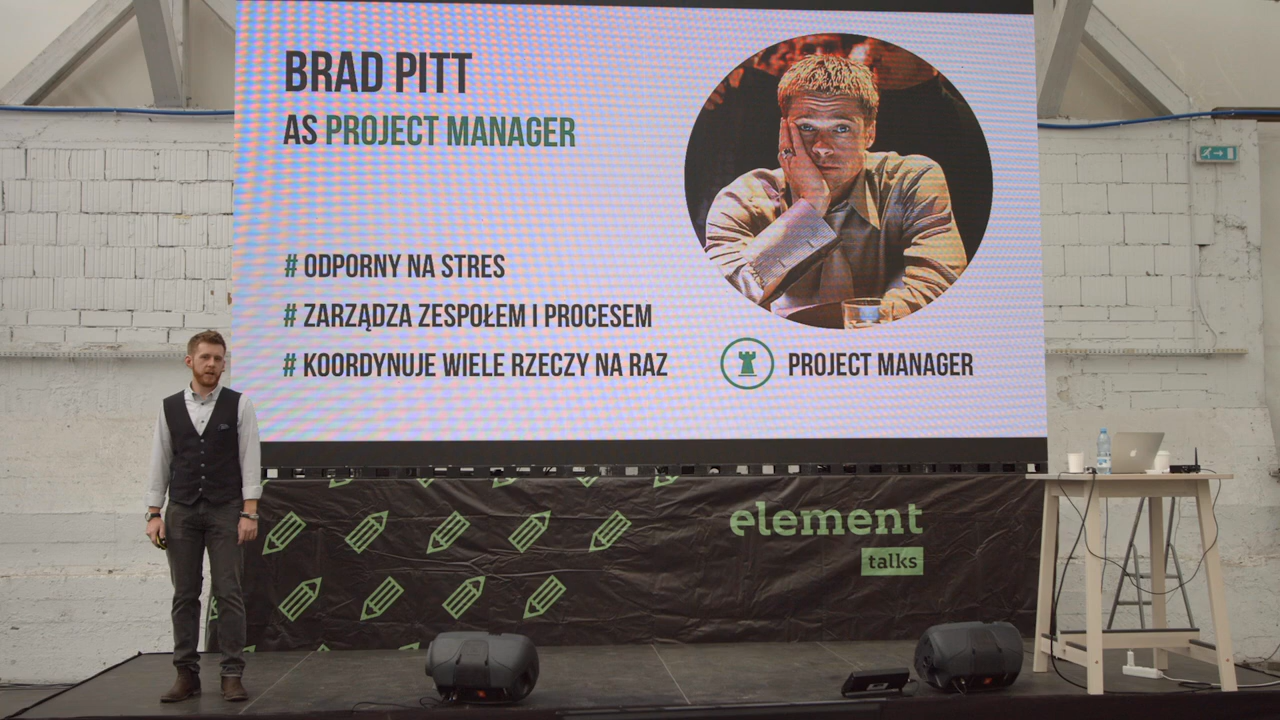 BRAD PITT
AS PROJECT MANAGER
# ODPORNY NA STRES
# ZARZĄDZA ZESPOŁEM I PROCESEM
# KOORDYNUJE WIELE RZECZY NA RAZ
PROJECT MANAGER
element
talks